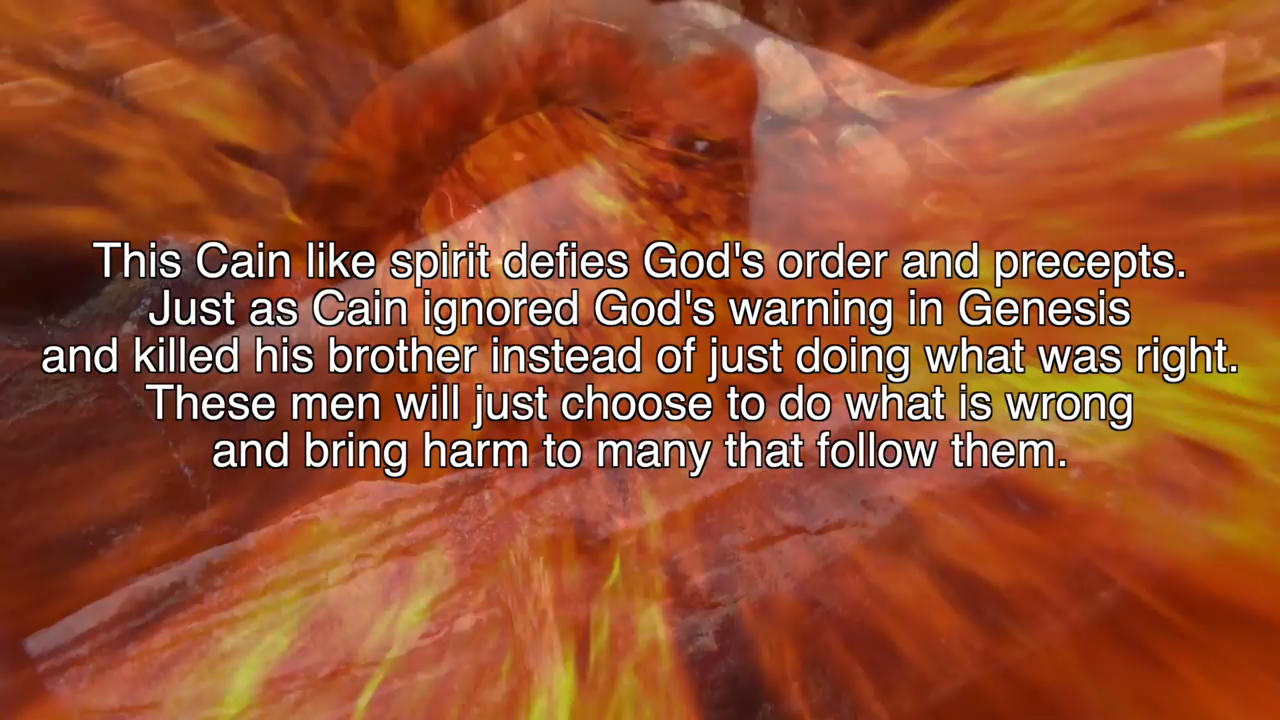 This Cain like spirit defies God's order and precepts.
Just as Cain ignored God's warning in Genesis
and killed his brother instead of just doing what was right.
These men will just choose to do what is wrong
and bring harm to many that follow them.